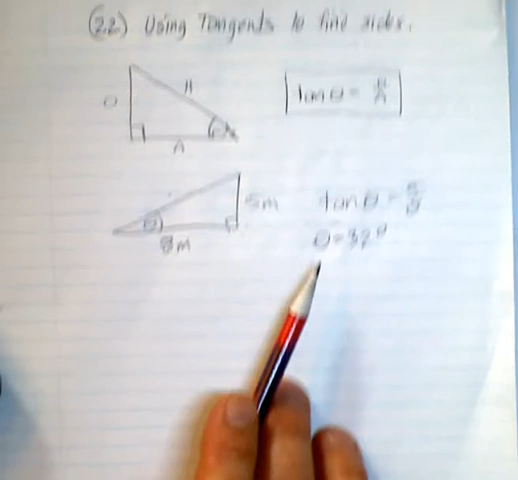 (2.2) Using Tangents to find sides.
H
O
tan θ = O/A
A
5m
tan θ = 5/8
θ
8m
θ = 32°